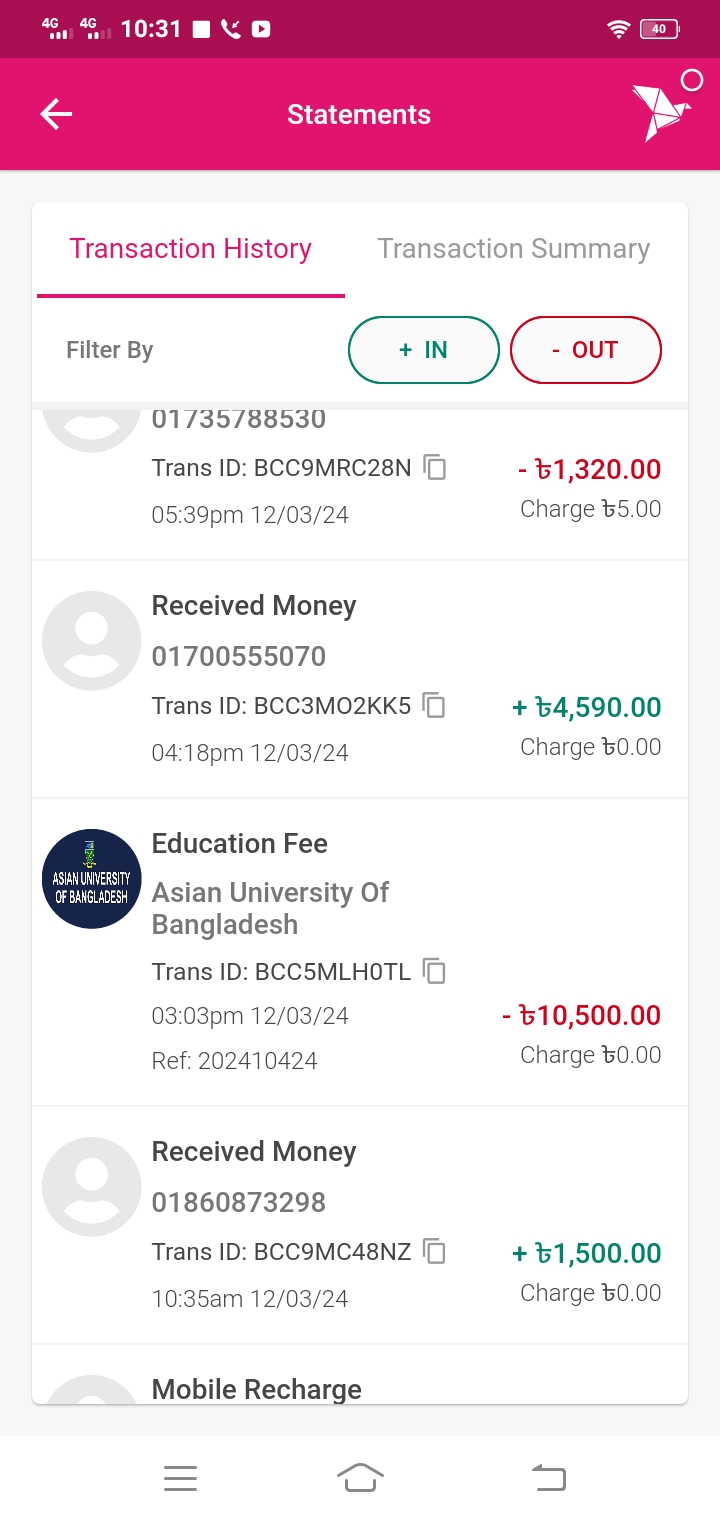 4G 4G 10:31 40
Statements
Transaction History Transaction Summary
Filter By + IN - OUT
01735788530
Trans ID: BCC9MRC28N - ৳1,320.00
05:39pm 12/03/24 Charge ৳5.00
Received Money
01700555070
Trans ID: BCC3MO2KK5 + ৳4,590.00
04:18pm 12/03/24 Charge ৳0.00
ASIAN UNIVERSITY
OF BANGLADESH
Education Fee
Asian University Of
Bangladesh
Trans ID: BCC5MLH0TL
03:03pm 12/03/24 - ৳10,500.00
Ref: 202410424 Charge ৳0.00
Received Money
01860873298
Trans ID: BCC9MC48NZ + ৳1,500.00
10:35am 12/03/24 Charge ৳0.00
Mobile Recharge